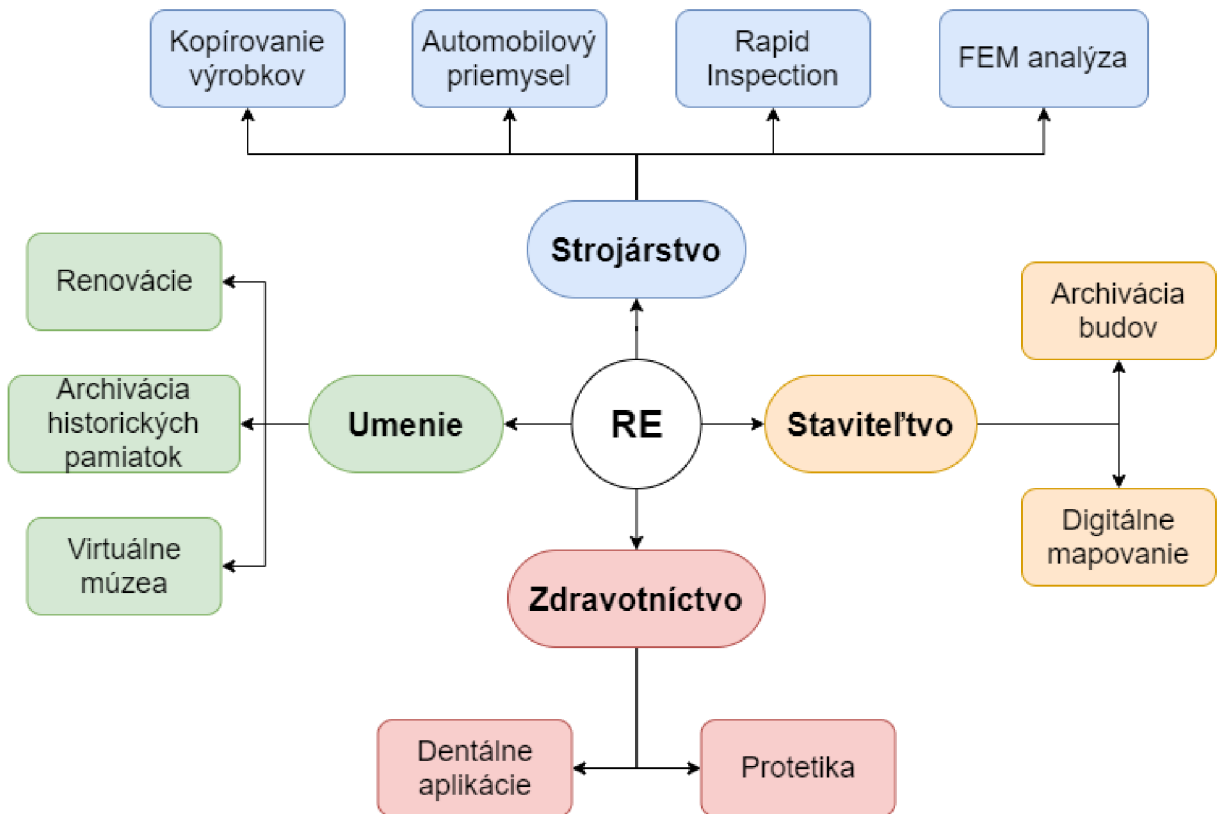 Kopírovanie
výrobkov
Automobilový
priemysel
Rapid
Inspection
FEM analýza
Strojárstvo
Renovácie
Archivácia
historických
pamiatok
Virtuálne
múzea
Umenie
RE
Staviteľtvo
Archivácia
budov
Digitálne
mapovanie
Zdravotníctvo
Dentálne
aplikácie
Protetika